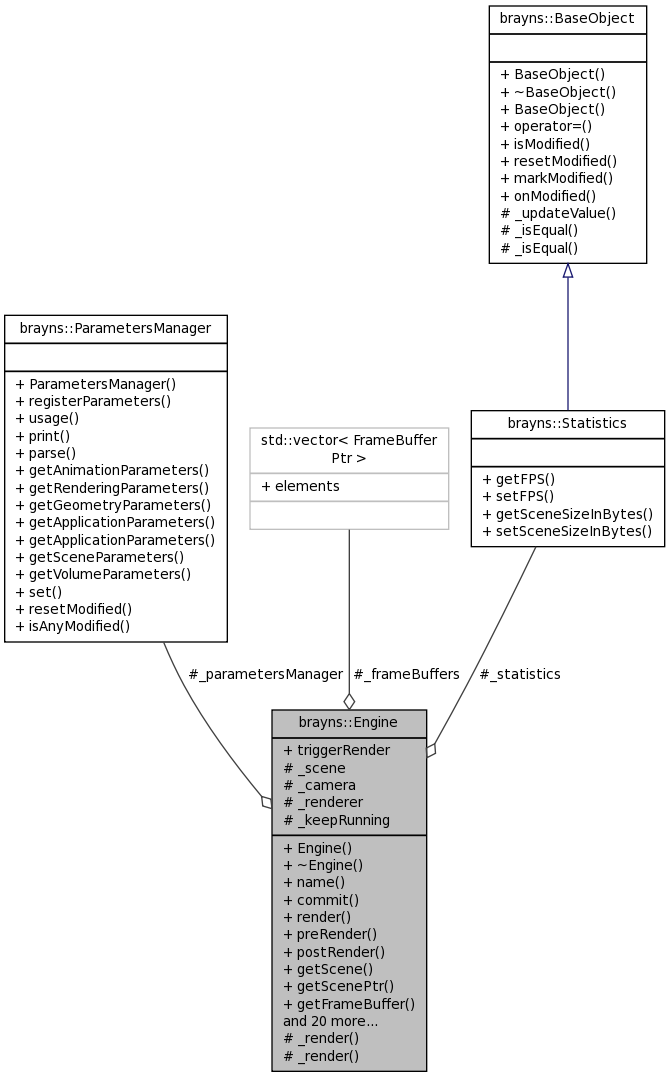 brayns::BaseObject
+ BaseObject()
+ ~BaseObject()
+ BaseObject()
+ operator=()
+ isModified()
+ resetModified()
+ markModified()
+ onModified()
# _updateValue()
# _isEqual()
# _isEqual()
brayns::ParametersManager
+ ParametersManager()
+ registerParameters()
+ usage()
+ print()
+ parse()
+ getAnimationParameters()
+ getRenderingParameters()
+ getGeometryParameters()
+ getApplicationParameters()
+ getApplicationParameters()
+ getSceneParameters()
+ getVolumeParameters()
+ set()
+ resetModified()
+ isAnyModified()
std::vector< FrameBuffer
Ptr >
+ elements
brayns::Statistics
+ getFPS()
+ setFPS()
+ getSceneSizeInBytes()
+ setSceneSizeInBytes()
#_parametersManager
#_frameBuffers
#_statistics
brayns::Engine
+ triggerRender
# _scene
# _camera
# _renderer
# _keepRunning
+ Engine()
+ ~Engine()
+ name()
+ commit()
+ render()
+ preRender()
+ postRender()
+ getScene()
+ getScenePtr()
+ getFrameBuffer()
and 20 more...
# _render()
# _render()